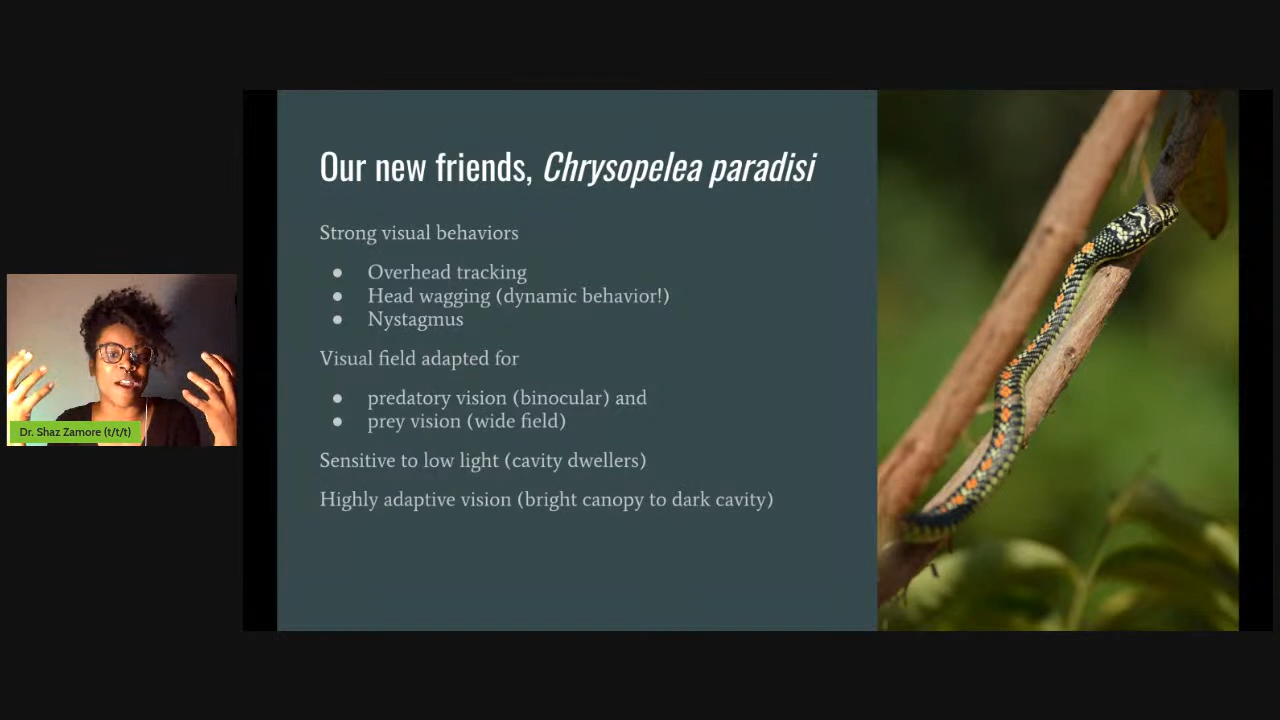 Our new friends, Chrysopelea paradisi
Strong visual behaviors
● Overhead tracking
● Head wagging (dynamic behavior!)
● Nystagmus
Visual field adapted for
● predatory vision (binocular) and
● prey vision (wide field)
Sensitive to low light (cavity dwellers)
Highly adaptive vision (bright canopy to dark cavity)
Dr. Shaz Zamore (t/t/t)